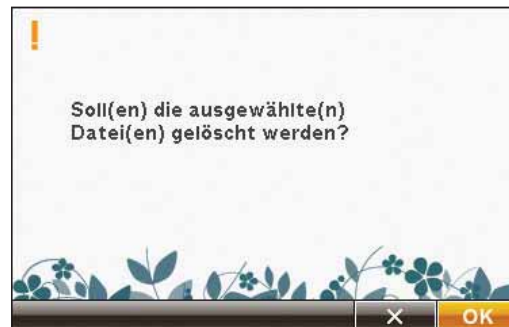 !
Soll(en) die ausgewählte(n)
Datei(en) gelöscht werden?
X OK